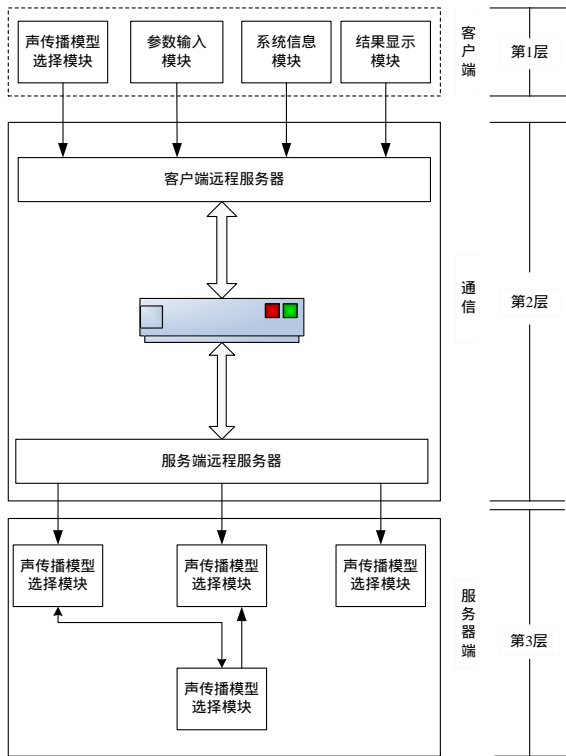 声传播模型
选择模块
参数输入
模块
系统信息
模块
结果显示
模块
客户端
第1层
客户端远程服务器
通信
第2层
服务端远程服务器
声传播模型
选择模块
声传播模型
选择模块
声传播模型
选择模块
服务器端
第3层
声传播模型
选择模块